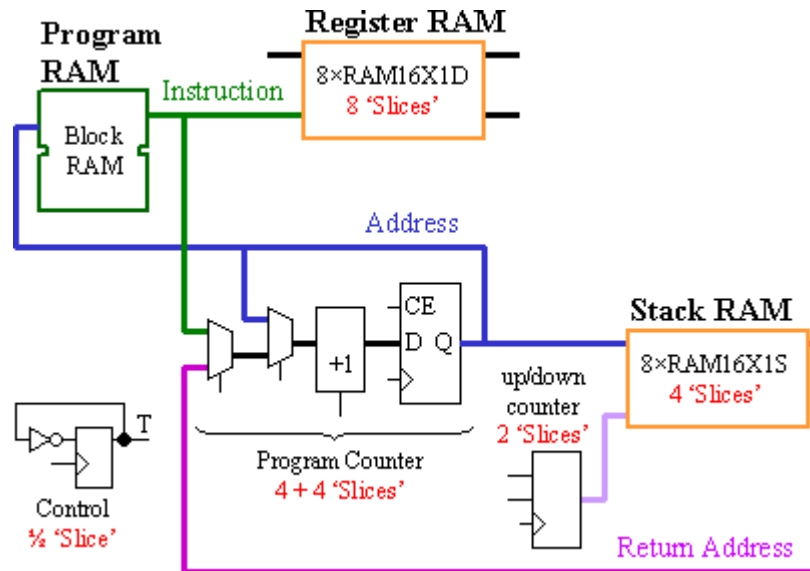 Program
RAM
Register RAM
8×RAM16X1D
8 ‘Slices’
Instruction
Block
RAM
Address
CE
D Q
+1
Stack RAM
8×RAM16X1S
4 ‘Slices’
up/down
counter
2 ‘Slices’
T
Program Counter
4 + 4 ‘Slices’
Control
½ ‘Slice’
Return Address